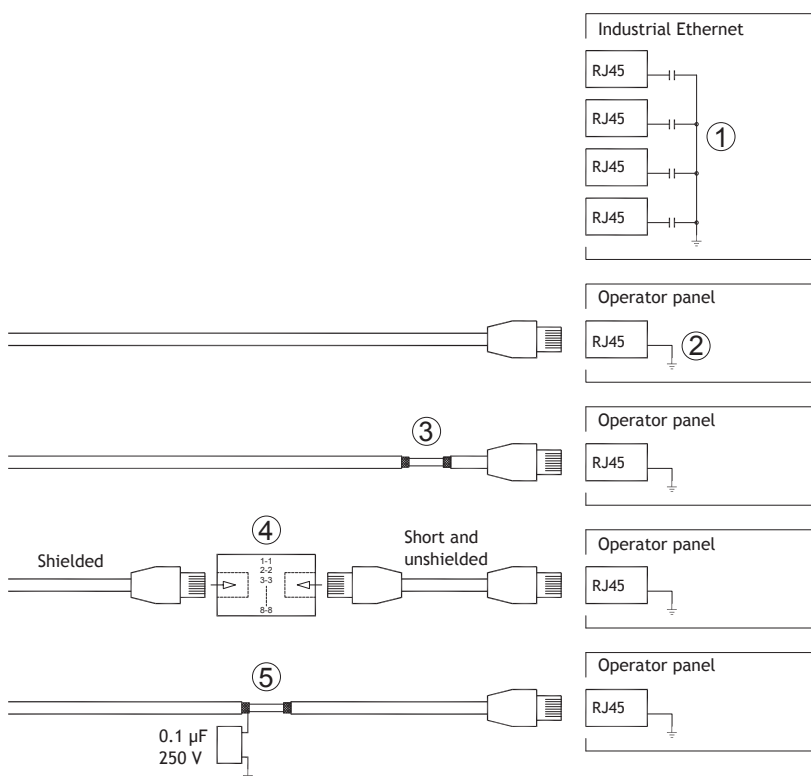 Industrial Ethernet
RJ45
RJ45
RJ45
RJ45
1
Operator panel
RJ45
2
Operator panel
3
RJ45
Operator panel
4
Shielded
1-1
2-2
3-3
8-8
Short and
unshielded
RJ45
Operator panel
5
RJ45
0.1 µF
250 V